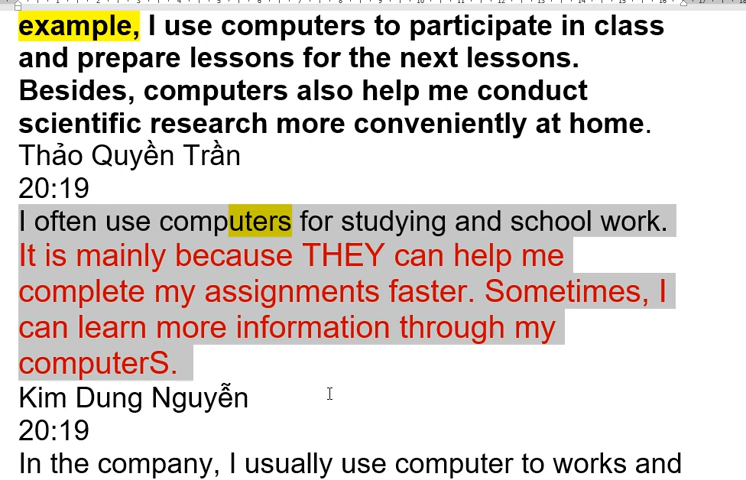 example, I use computers to participate in class
and prepare lessons for the next lessons.
Besides, computers also help me conduct
scientific research more conveniently at home.
Thảo Quyền Trần
20:19
I often use computers for studying and school work.
It is mainly because THEY can help me
complete my assignments faster. Sometimes, I
can learn more information through my
computerS.
Kim Dung Nguyễn
20:19
In the company, I usually use computer to works and